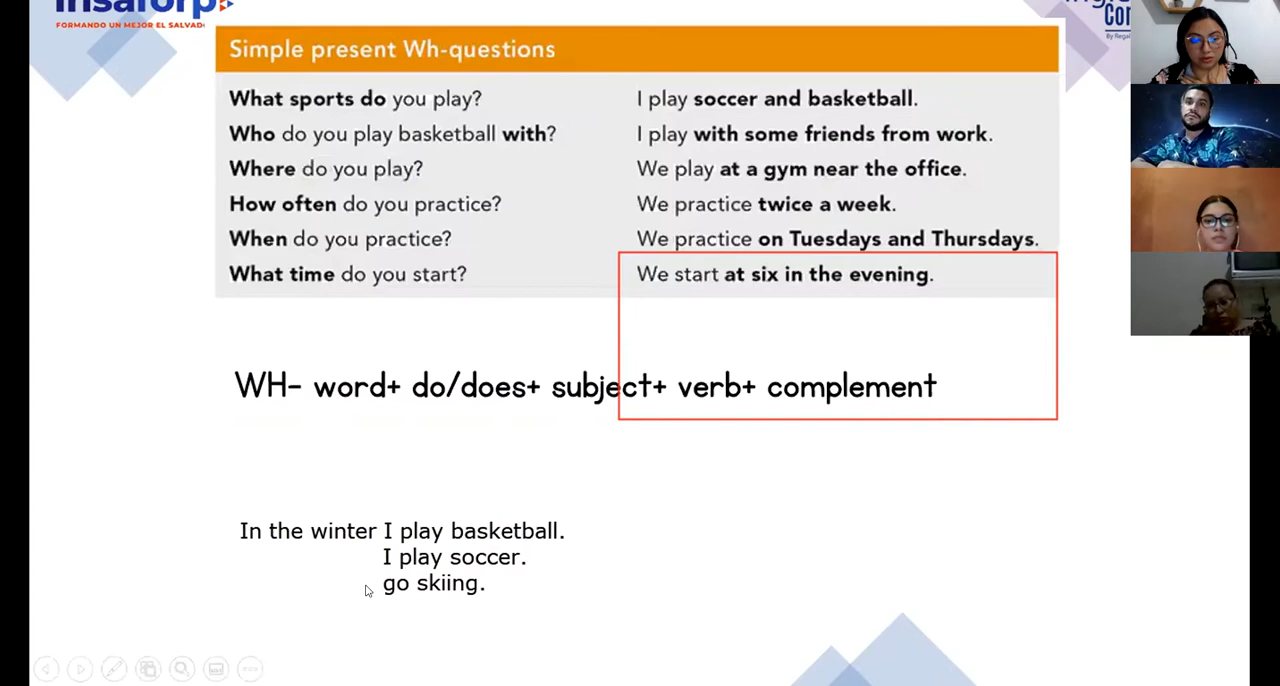 FORMANDO UN MEJOR EL SALVADO
Simple present Wh-questions
What sports do you play? I play soccer and basketball.
Who do you play basketball with? I play with some friends from work.
Where do you play? We play at a gym near the office.
How often do you practice? We practice twice a week.
When do you practice? We practice on Tuesdays and Thursdays.
What time do you start? We start at six in the evening.
WH- word+ do/does+ subject+ verb+ complement
In the winter I play basketball.
I play soccer.
go skiing.